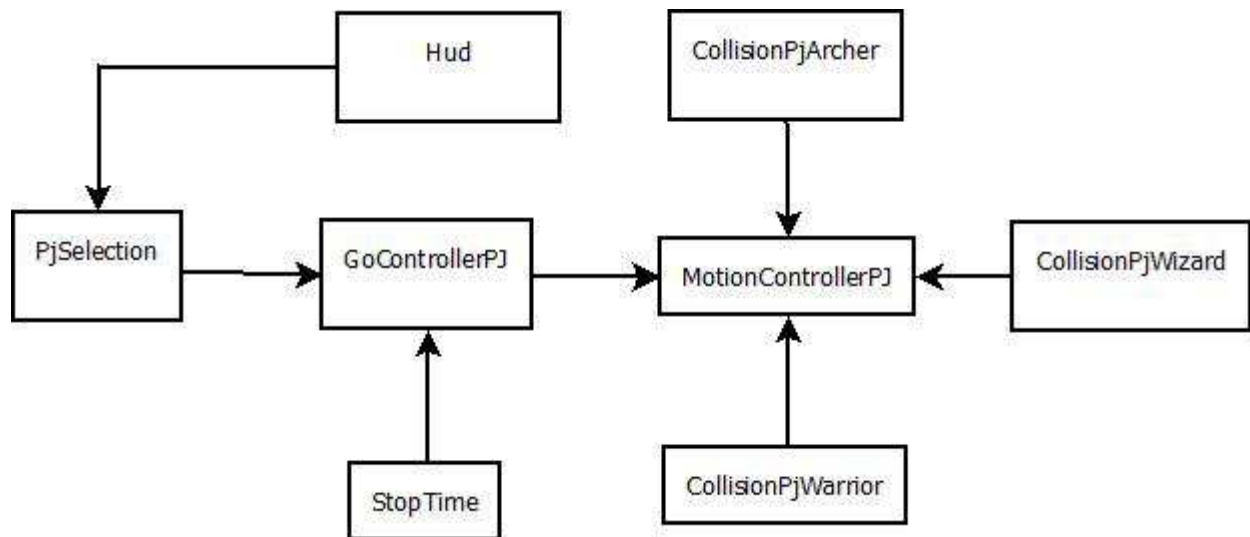 Hud
CollisionPjArcher
PjSelection
GoControllerPJ
MotionControllerPJ
CollisionPjWizard
StopTime
CollisionPjWarrior